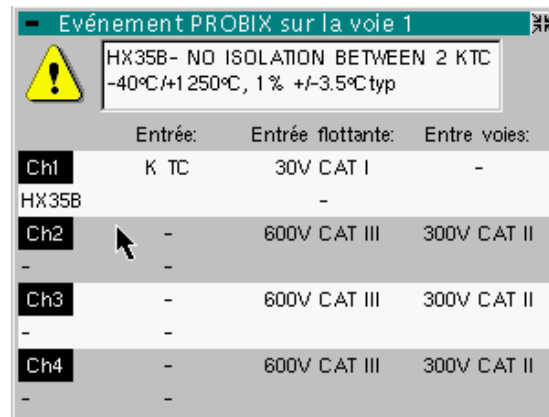 Evénement PROBIX sur la voie 1
HX35B- NO ISOLATION BETWEEN 2 KTC
-40°C/+1250°C, 1% +/-3.5°Ctyp
Entrée: Entrée flottante: Entre voies:
Ch1 K TC 30V CAT I -
HX35B -
Ch2 - 600V CAT III 300V CAT II
- -
Ch3 - 600V CAT III 300V CAT II
- -
Ch4 - 600V CAT III 300V CAT II
- -